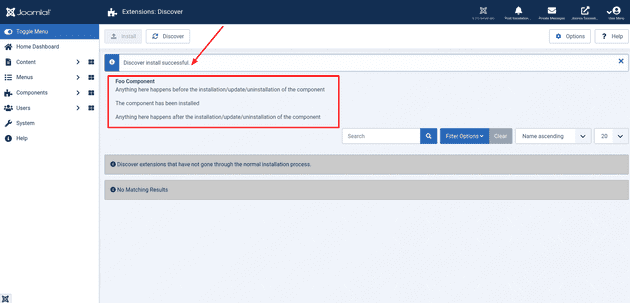 Joomla!
Extensions: Discover
Post Installation...
Private Messages
User Menu
Toggle Menu
Install
Discover
Options
Help
Home Dashboard
Content
Menus
Components
Users
System
Help
Discover install successful.
Foo Component
Anything here happens before the installation/update/uninstallation of the component
The component has been installed
Anything here happens after the installation/update/uninstallation of the component
Search
Filter Options
Clear
Name ascending
20
Discover extensions that have not gone through the normal installation process.
No Matching Results